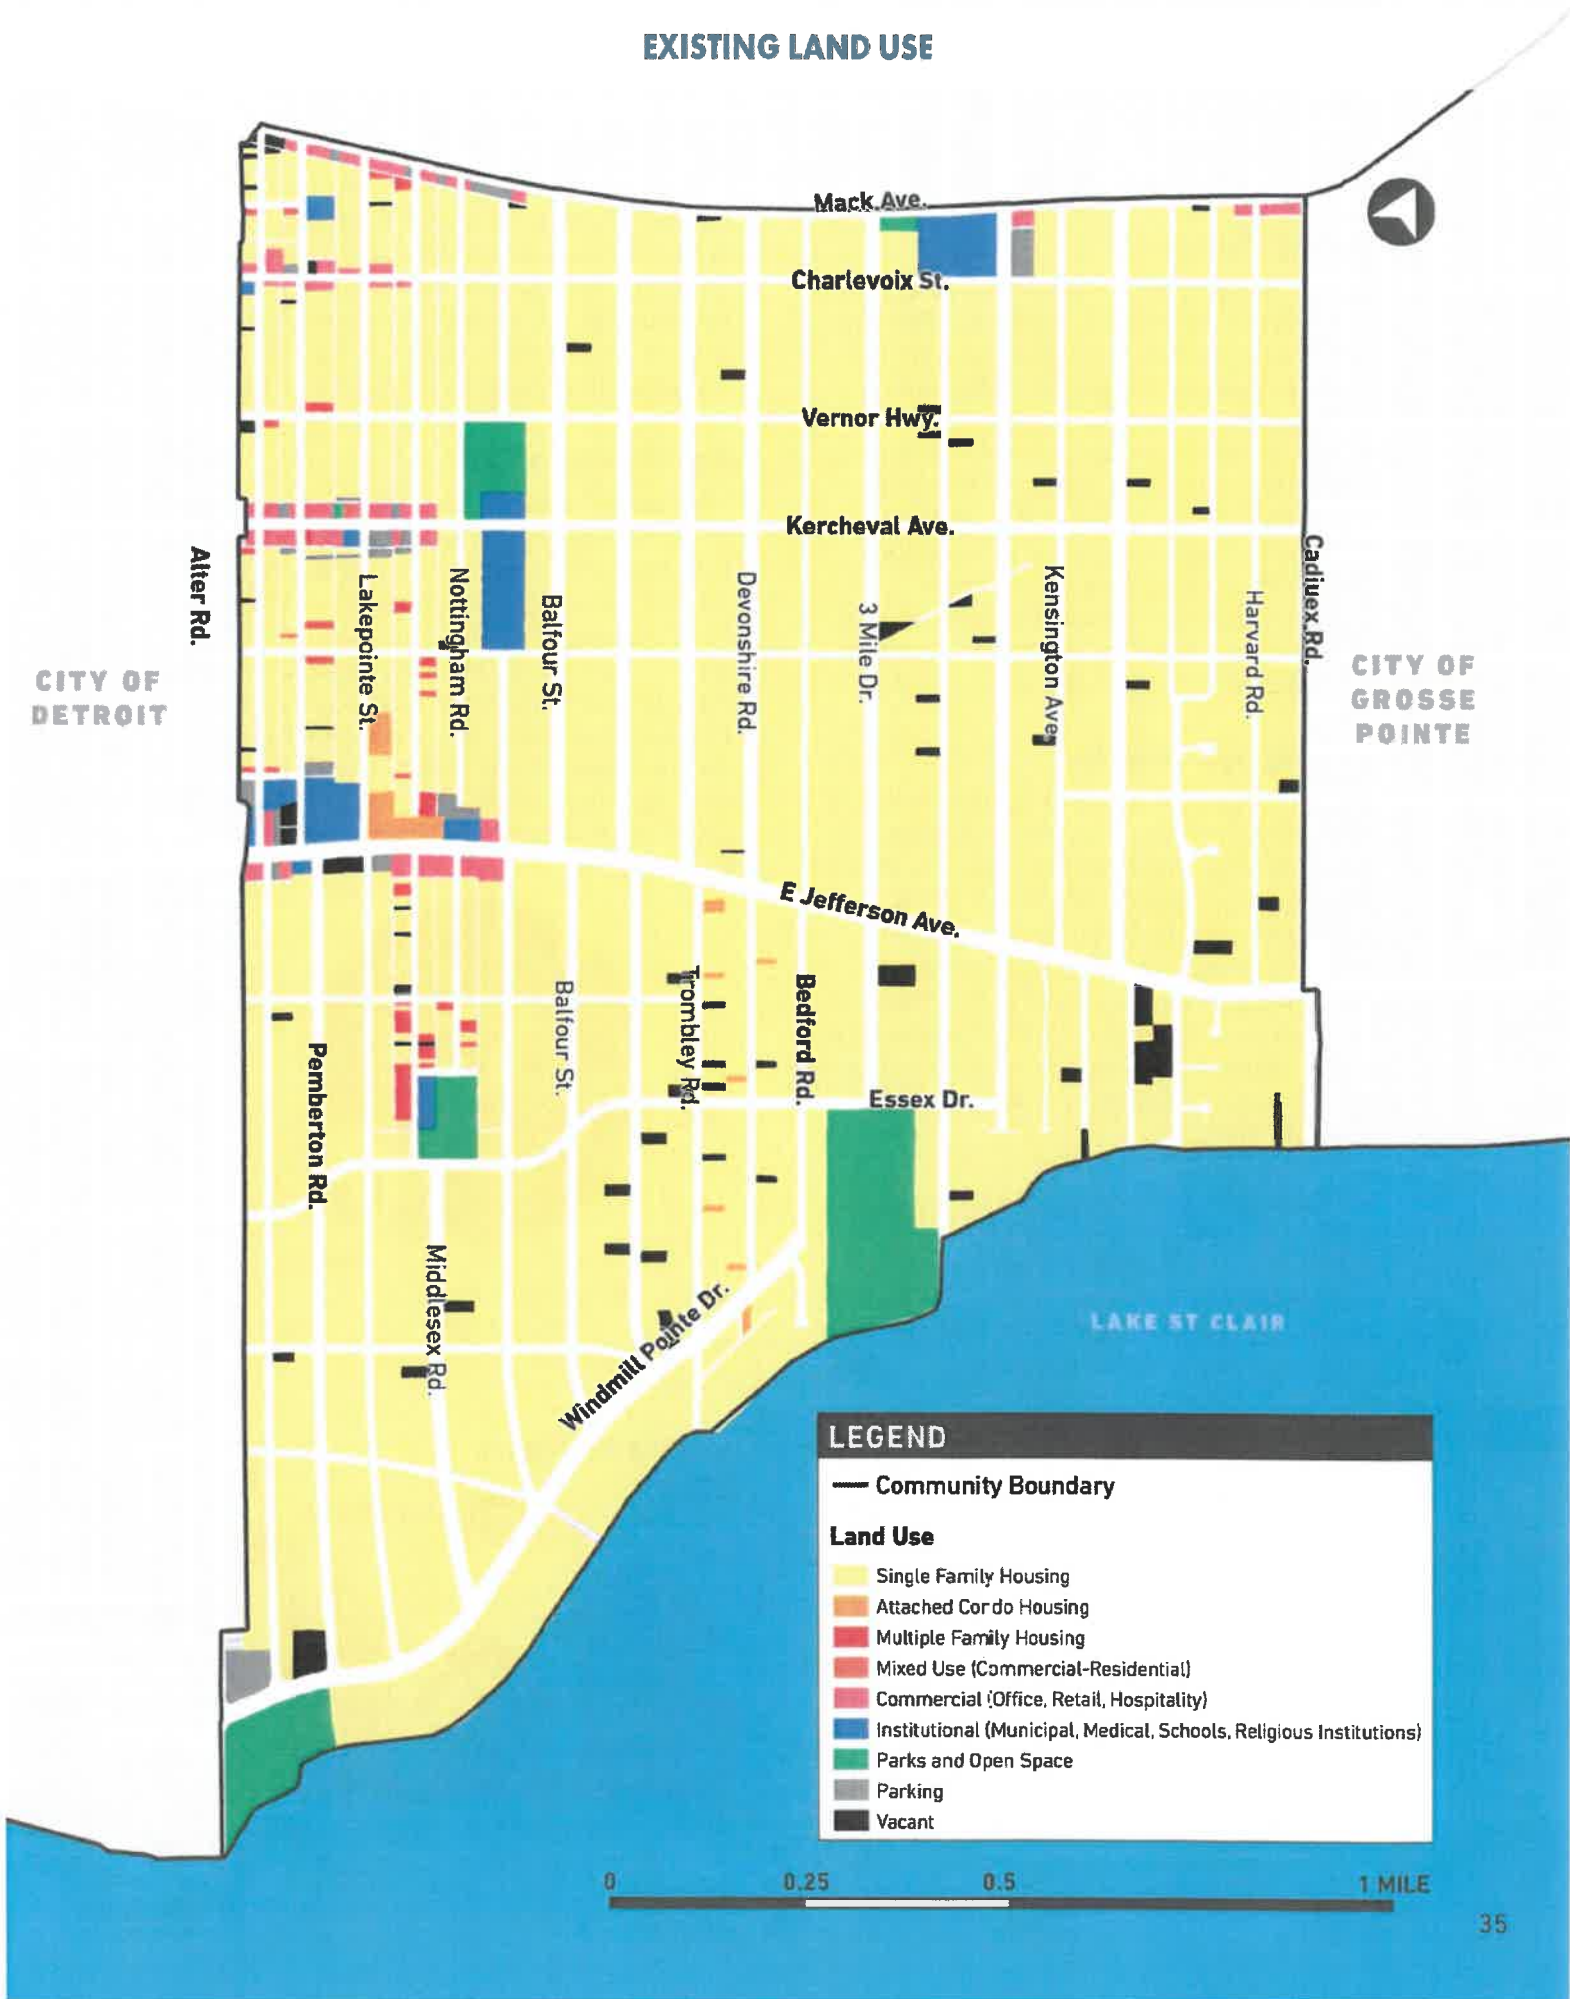 EXISTING LAND USE
Mack Ave.
Charlevoix St.
Vernor Hwy.
Kercheval Ave.
Alter Rd.
Lakepointe St.
Nottingham Rd.
Balfour St.
Devonshire Rd.
3 Mile Dr.
Kensington Ave.
Harvard Rd.
Cadiuex Rd.
CITY OF
DETROIT
CITY OF
GROSSE
POINTE
E Jefferson Ave.
Pemberton Rd.
Balfour St.
Trombley Rd.
Bedford Rd.
Essex Dr.
Middlesex Rd.
Windmill Pointe Dr.
LAKE ST CLAIR
LEGEND
Community Boundary
Land Use
Single Family Housing
Attached Cordo Housing
Multiple Family Housing
Mixed Use (Commercial-Residential)
Commercial (Office, Retail, Hospitality)
Institutional (Municipal, Medical, Schools, Religious Institutions)
Parks and Open Space
Parking
Vacant
0 0.25 0.5 1 MILE
35